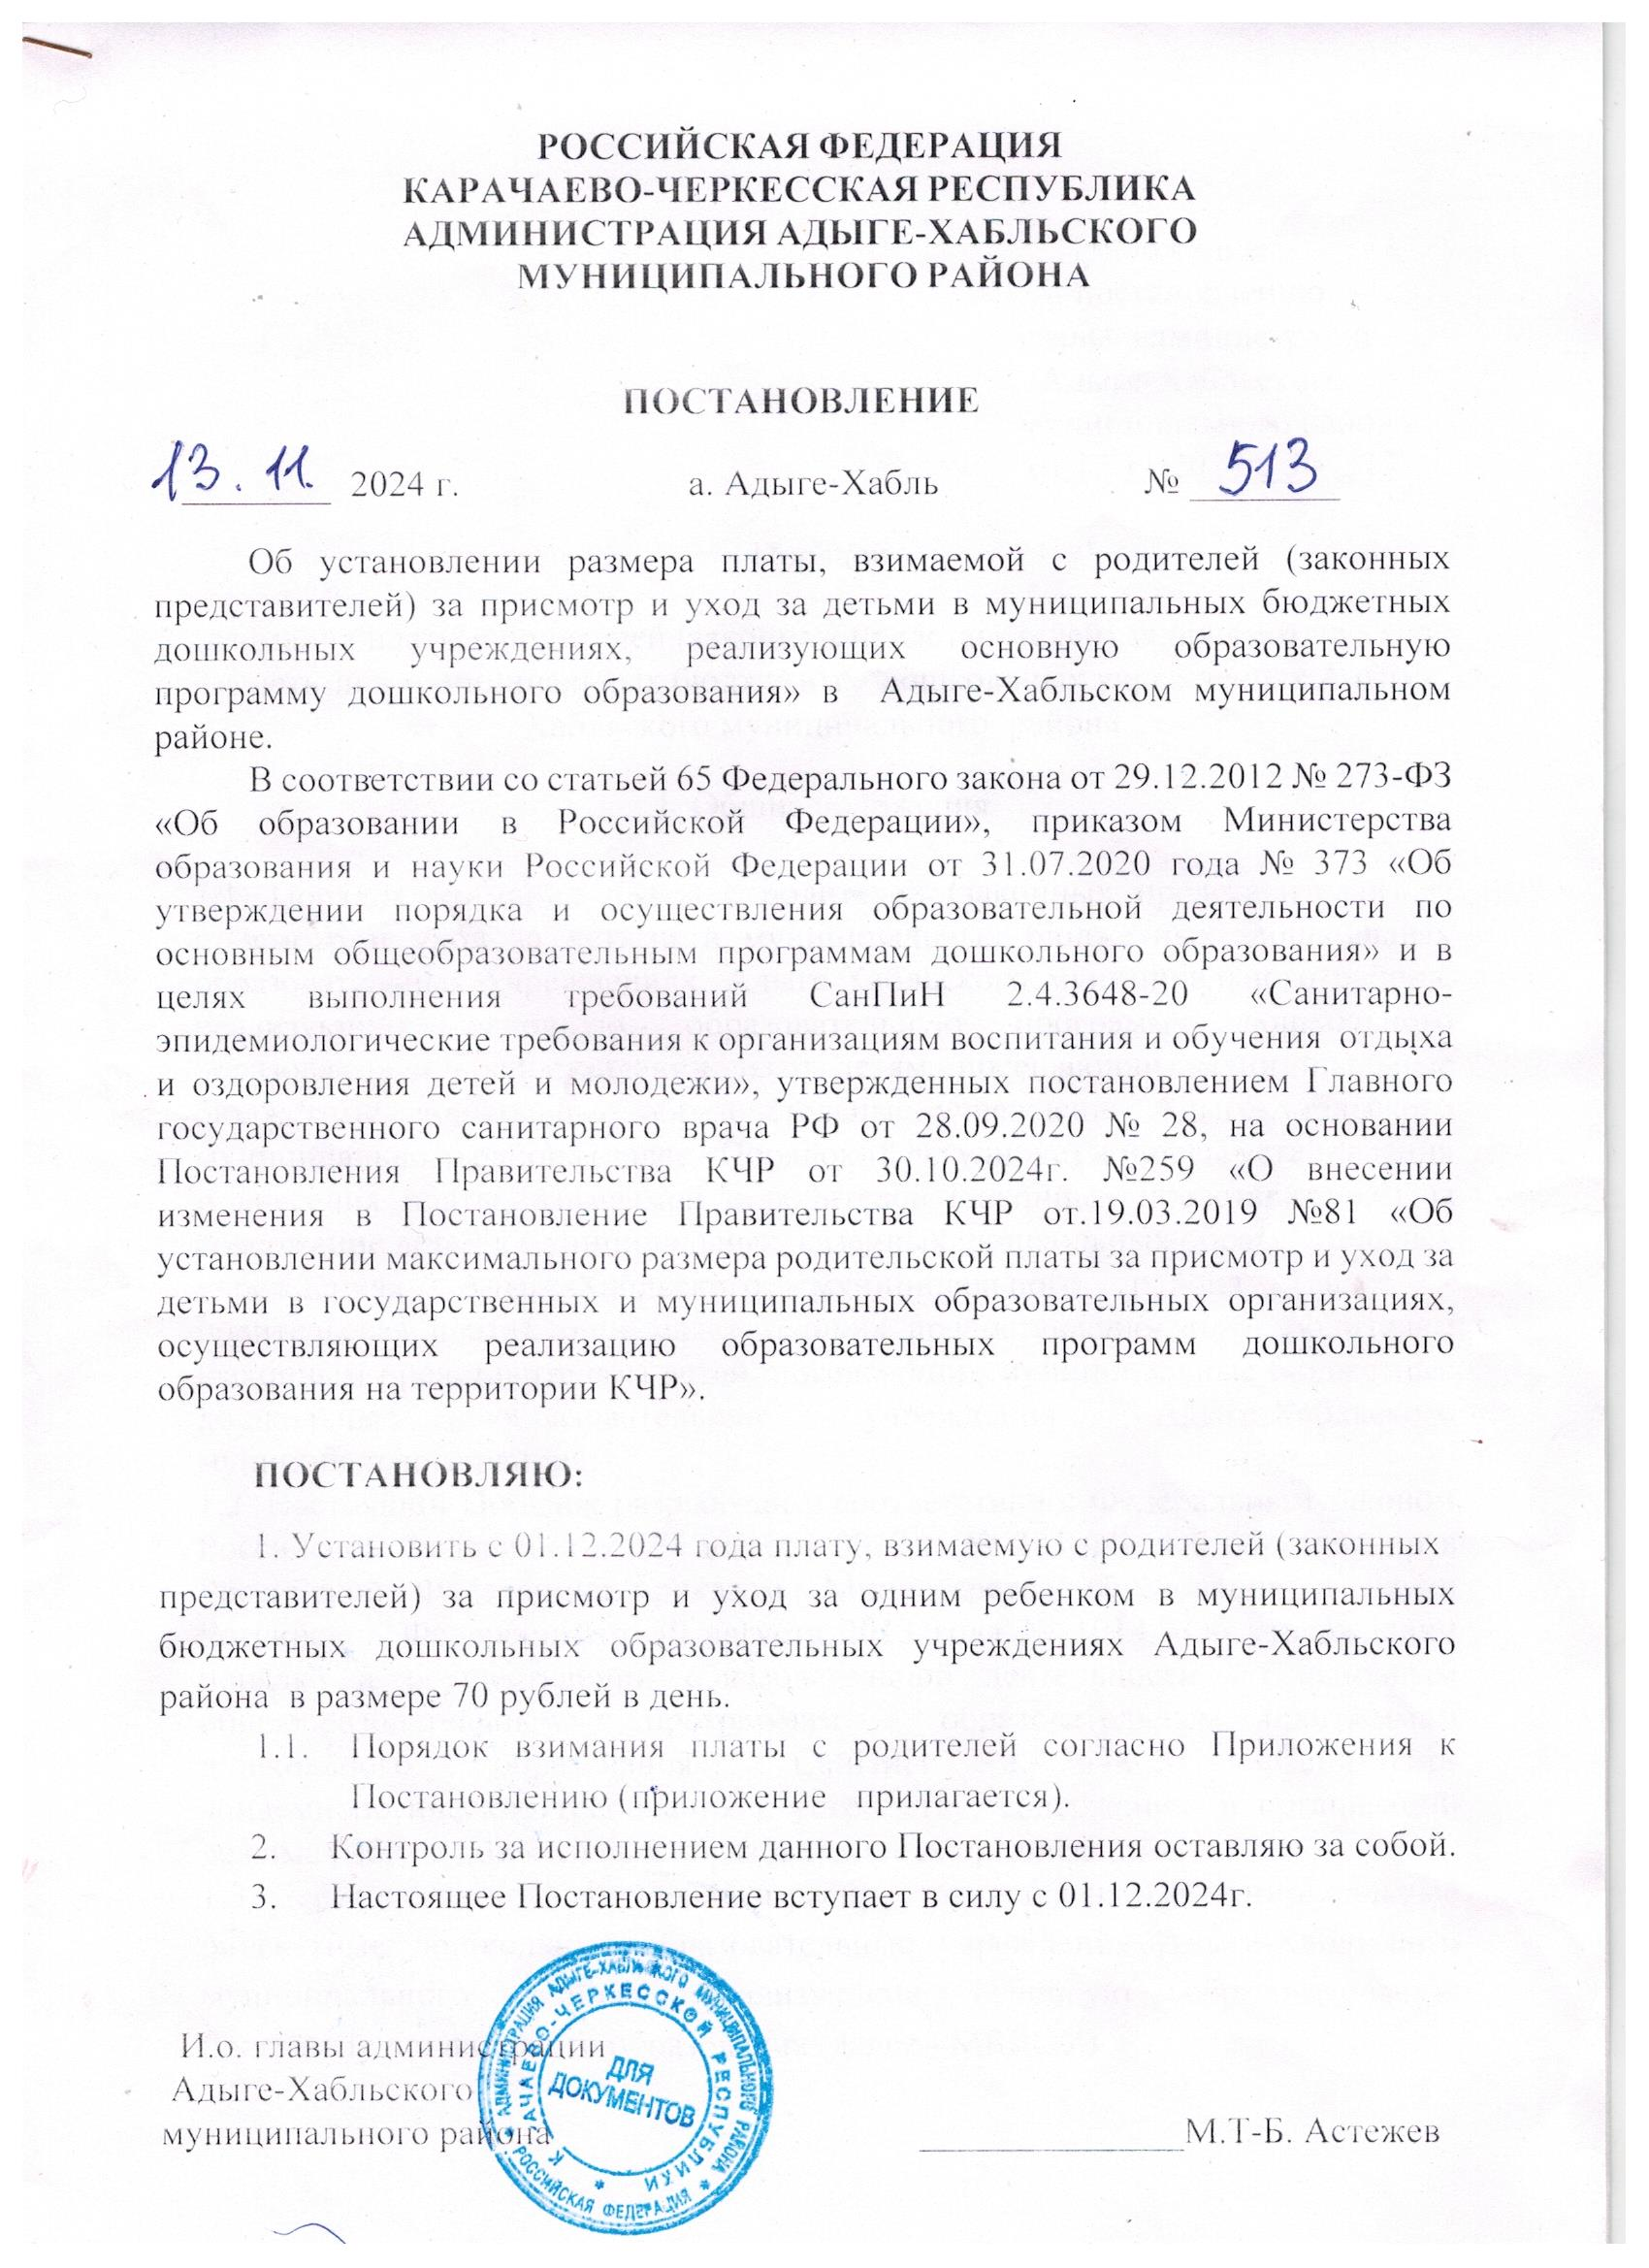 РОССИЙСКАЯ ФЕДЕРАЦИЯ
КАРАЧАЕВО-ЧЕРКЕССКАЯ РЕСПУБЛИКА
АДМИНИСТРАЦИЯ АДЫГЕ-ХАБЛЬСКОГО
МУНИЦИПАЛЬНОГО РАЙОНА
ПОСТАНОВЛЕНИЕ
13.11. 2024 г. а. Адыге-Хабль № 513
Об установлении размера платы, взимаемой с родителей (законных
представителей) за присмотр и уход за детьми в муниципальных бюджетных
дошкольных учреждениях, реализующих основную образовательную
программу дошкольного образования» в Адыге-Хабльском муниципальном
районе.
В соответствии со статьей 65 Федерального закона от 29.12.2012 № 273-ФЗ
«Об образовании в Российской Федерации», приказом Министерства
образования и науки Российской Федерации от 31.07.2020 года № 373 «Об
утверждении порядка и осуществления образовательной деятельности по
основным общеобразовательным программам дошкольного образования» и в
целях выполнения требований СанПиН 2.4.3648-20 «Санитарно-
эпидемиологические требования к организациям воспитания и обучения отдыха
и оздоровления детей и молодежи», утвержденных постановлением Главного
государственного санитарного врача РФ от 28.09.2020 № 28, на основании
Постановления Правительства КЧР от 30.10.2024г. №259 «О внесении
изменения в Постановление Правительства КЧР от.19.03.2019 №81 «Об
установлении максимального размера родительской платы за присмотр и уход за
детьми в государственных и муниципальных образовательных организациях,
осуществляющих реализацию образовательных программ дошкольного
образования на территории КЧР».
ПОСТАНОВЛЯЮ:
1. Установить с 01.12.2024 года плату, взимаемую с родителей (законных
представителей) за присмотр и уход за одним ребенком в муниципальных
бюджетных дошкольных образовательных учреждениях Адыге-Хабльского
района в размере 70 рублей в день.
1.1. Порядок взимания платы с родителей согласно Приложения к
Постановлению (приложение прилагается).
2. Контроль за исполнением данного Постановления оставляю за собой.
3. Настоящее Постановление вступает в силу с 01.12.2024г.
И.о. главы администрации
Адыге-Хабльского
муниципального района М.Т-Б. Астежев
АДМИНИСТРАЦИЯ АДЫГЕ-ХАБЛЬСКОГО МУНИЦИПАЛЬНОГО РАЙОНА
РОССИЙСКАЯ ФЕДЕРАЦИЯ
КАРАЧАЕВО-ЧЕРКЕССКОЙ РЕСПУБЛИКИ
ДЛЯ
ДОКУМЕНТОВ